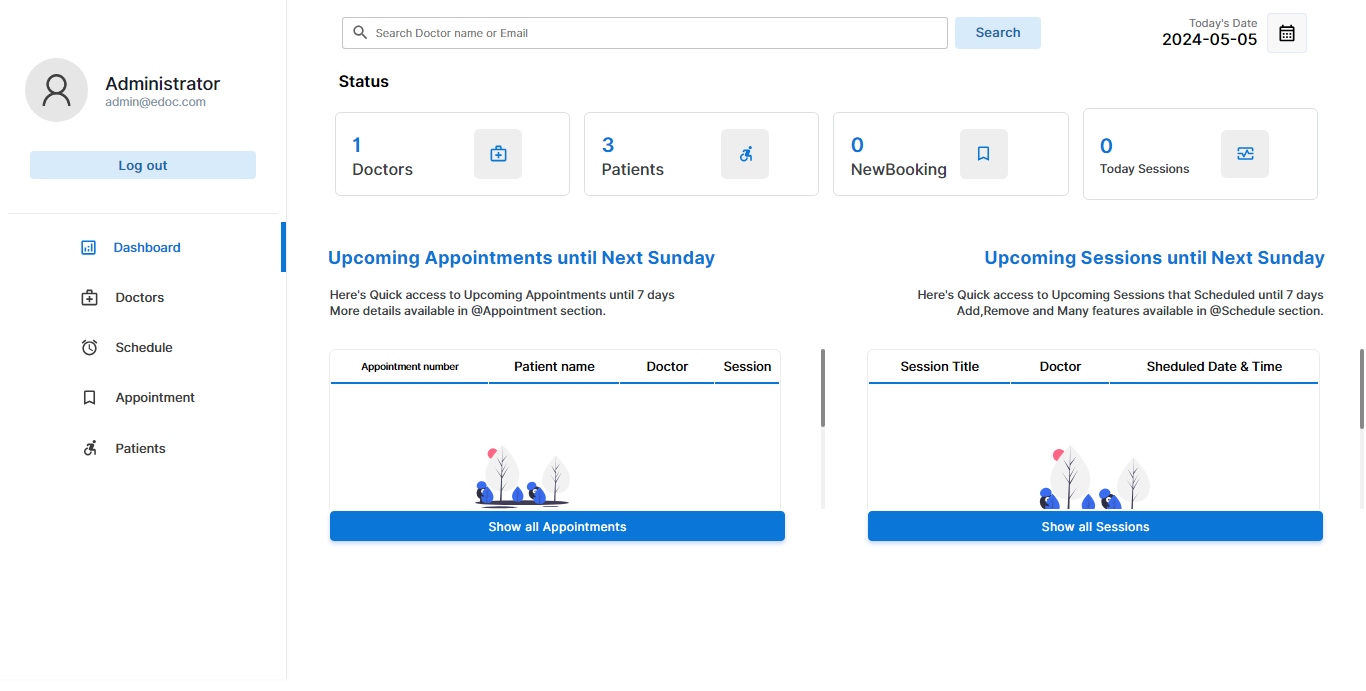 Administrator
admin@edoc.com
Log out
Dashboard
Doctors
Schedule
Appointment
Patients
Search Doctor name or Email
Search
Today's Date
2024-05-05
Status
1
Doctors
3
Patients
0
NewBooking
0
Today Sessions
Upcoming Appointments until Next Sunday
Here's Quick access to Upcoming Appointments until 7 days
More details available in @Appointment section.
Appointment number Patient name Doctor Session
Show all Appointments
Upcoming Sessions until Next Sunday
Here's Quick access to Upcoming Sessions that Scheduled until 7 days
Add,Remove and Many features available in @Schedule section.
Session Title Doctor Sheduled Date & Time
Show all Sessions